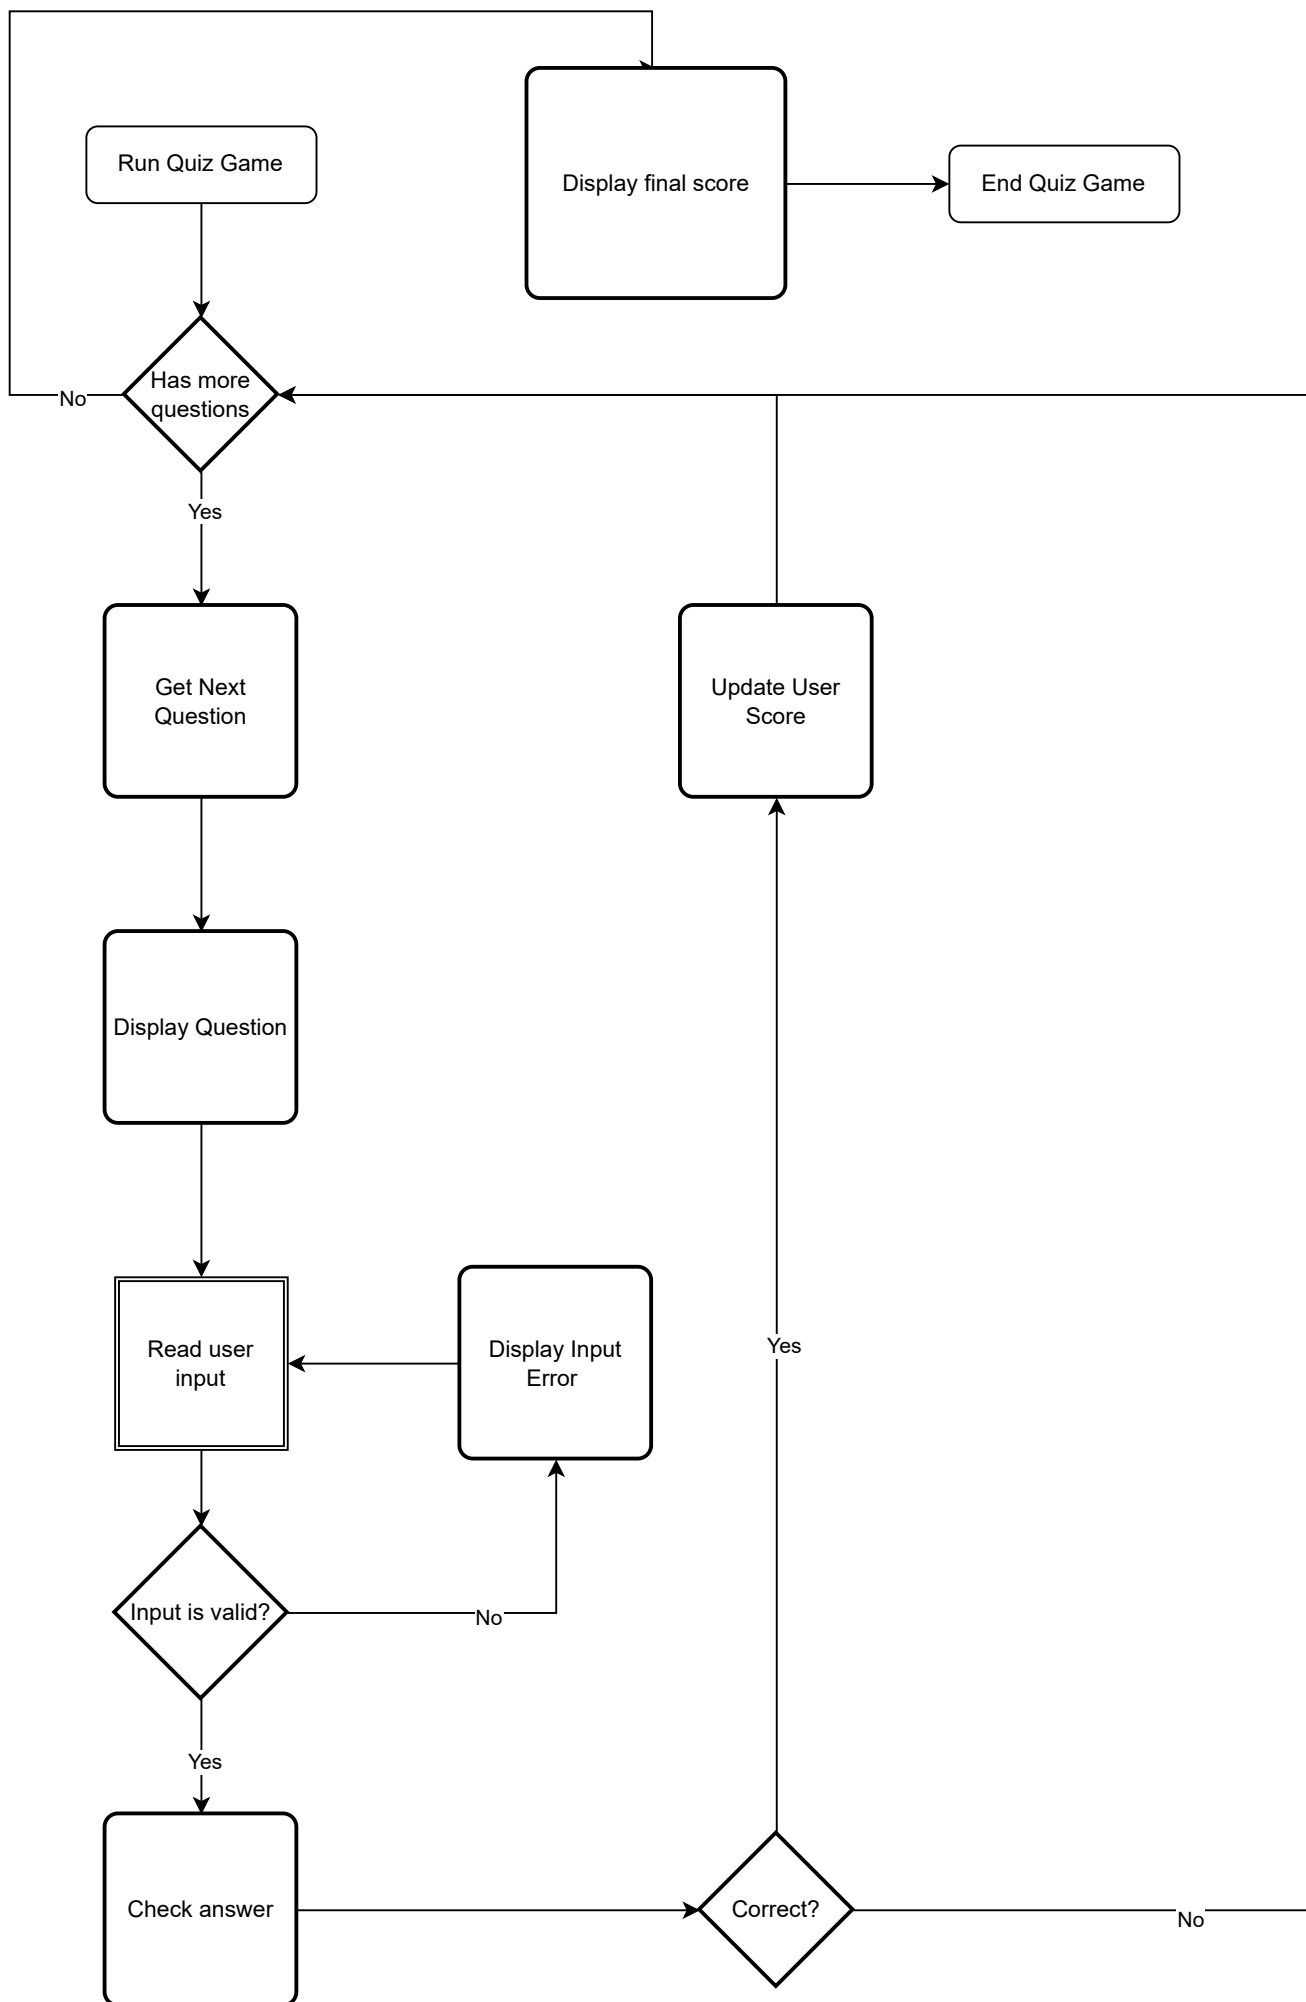 Run Quiz Game
Display final score
End Quiz Game
Has more
questions
No
Yes
Get Next
Question
Update User
Score
Display Question
Read user
input
Display Input
Error
Yes
Input is valid?
No
Yes
Check answer
Correct?
No